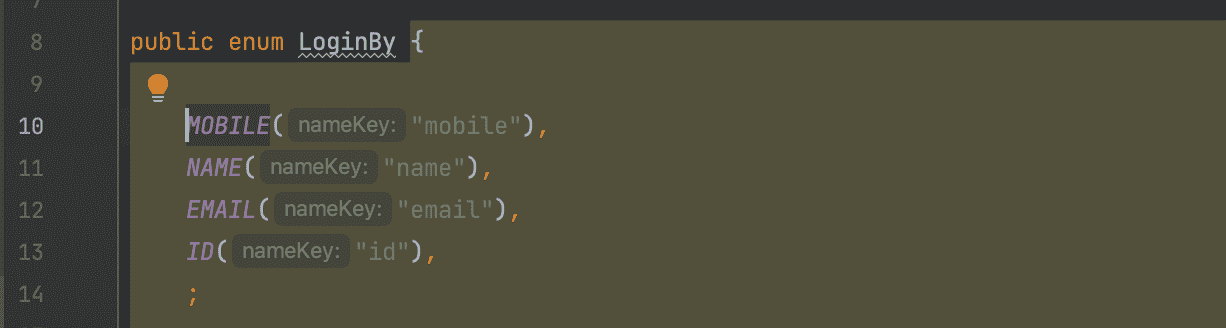 8 public enum LoginBy {
9
10 MOBILE( nameKey: "mobile"),
11 NAME( nameKey: "name"),
12 EMAIL( nameKey: "email"),
13 ID( nameKey: "id"),
14 ;